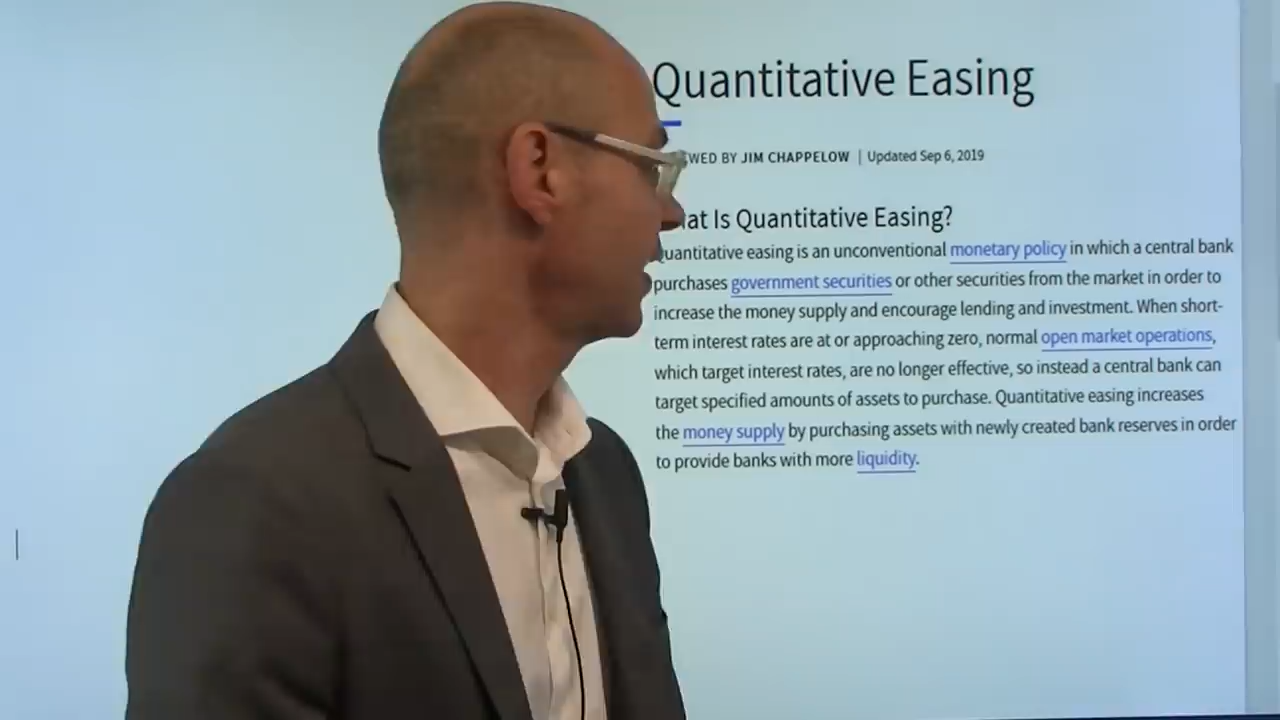 Quantitative Easing
WED BY JIM CHAPPELOW | Updated Sep 6, 2019
at Is Quantitative Easing?
Quantitative easing is an unconventional monetary policy in which a central bank
purchases government securities or other securities from the market in order to
increase the money supply and encourage lending and investment. When short-
term interest rates are at or approaching zero, normal open market operations,
which target interest rates, are no longer effective, so instead a central bank can
target specified amounts of assets to purchase. Quantitative easing increases
the money supply by purchasing assets with newly created bank reserves in order
to provide banks with more liquidity.